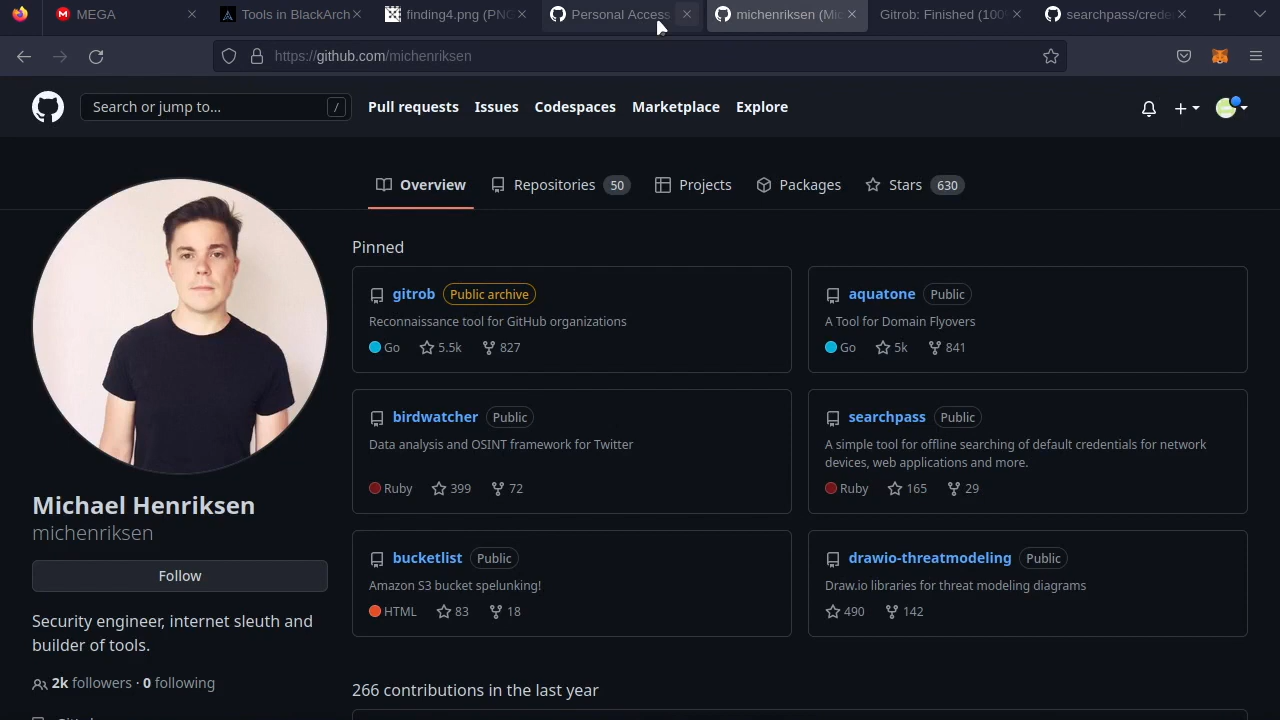 MEGA
Tools in BlackArch
finding4.png (PNG
Personal Access
michenriksen (Mic
Gitrob: Finished (100%
searchpass/crede
https://github.com/michenriksen
Search or jump to... /
Pull requests Issues Codespaces Marketplace Explore
Overview Repositories 50 Projects Packages Stars 630
Pinned
gitrob Public archive
Reconnaissance tool for GitHub organizations
Go 5.5k 827
aquatone Public
A Tool for Domain Flyovers
Go 5k 841
birdwatcher Public
Data analysis and OSINT framework for Twitter
Ruby 399 72
searchpass Public
A simple tool for offline searching of default credentials for network
devices, web applications and more.
Ruby 165 29
bucketlist Public
Amazon S3 bucket spelunking!
HTML 83 18
drawio-threatmodeling Public
Draw.io libraries for threat modeling diagrams
490 142
Michael Henriksen
michenriksen
Follow
Security engineer, internet sleuth and
builder of tools.
2k followers · 0 following
266 contributions in the last year